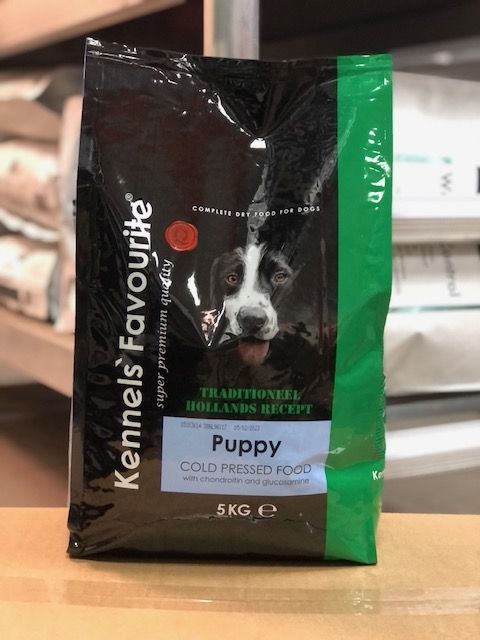 Kennels' Favourite®
super premium quality
COMPLETE DRY FOOD FOR DOGS
TRADITIONEEL
HOLLANDS RECEPT
Puppy
COLD PRESSED FOOD
with chondroitin and glucosamine
5KG ℮